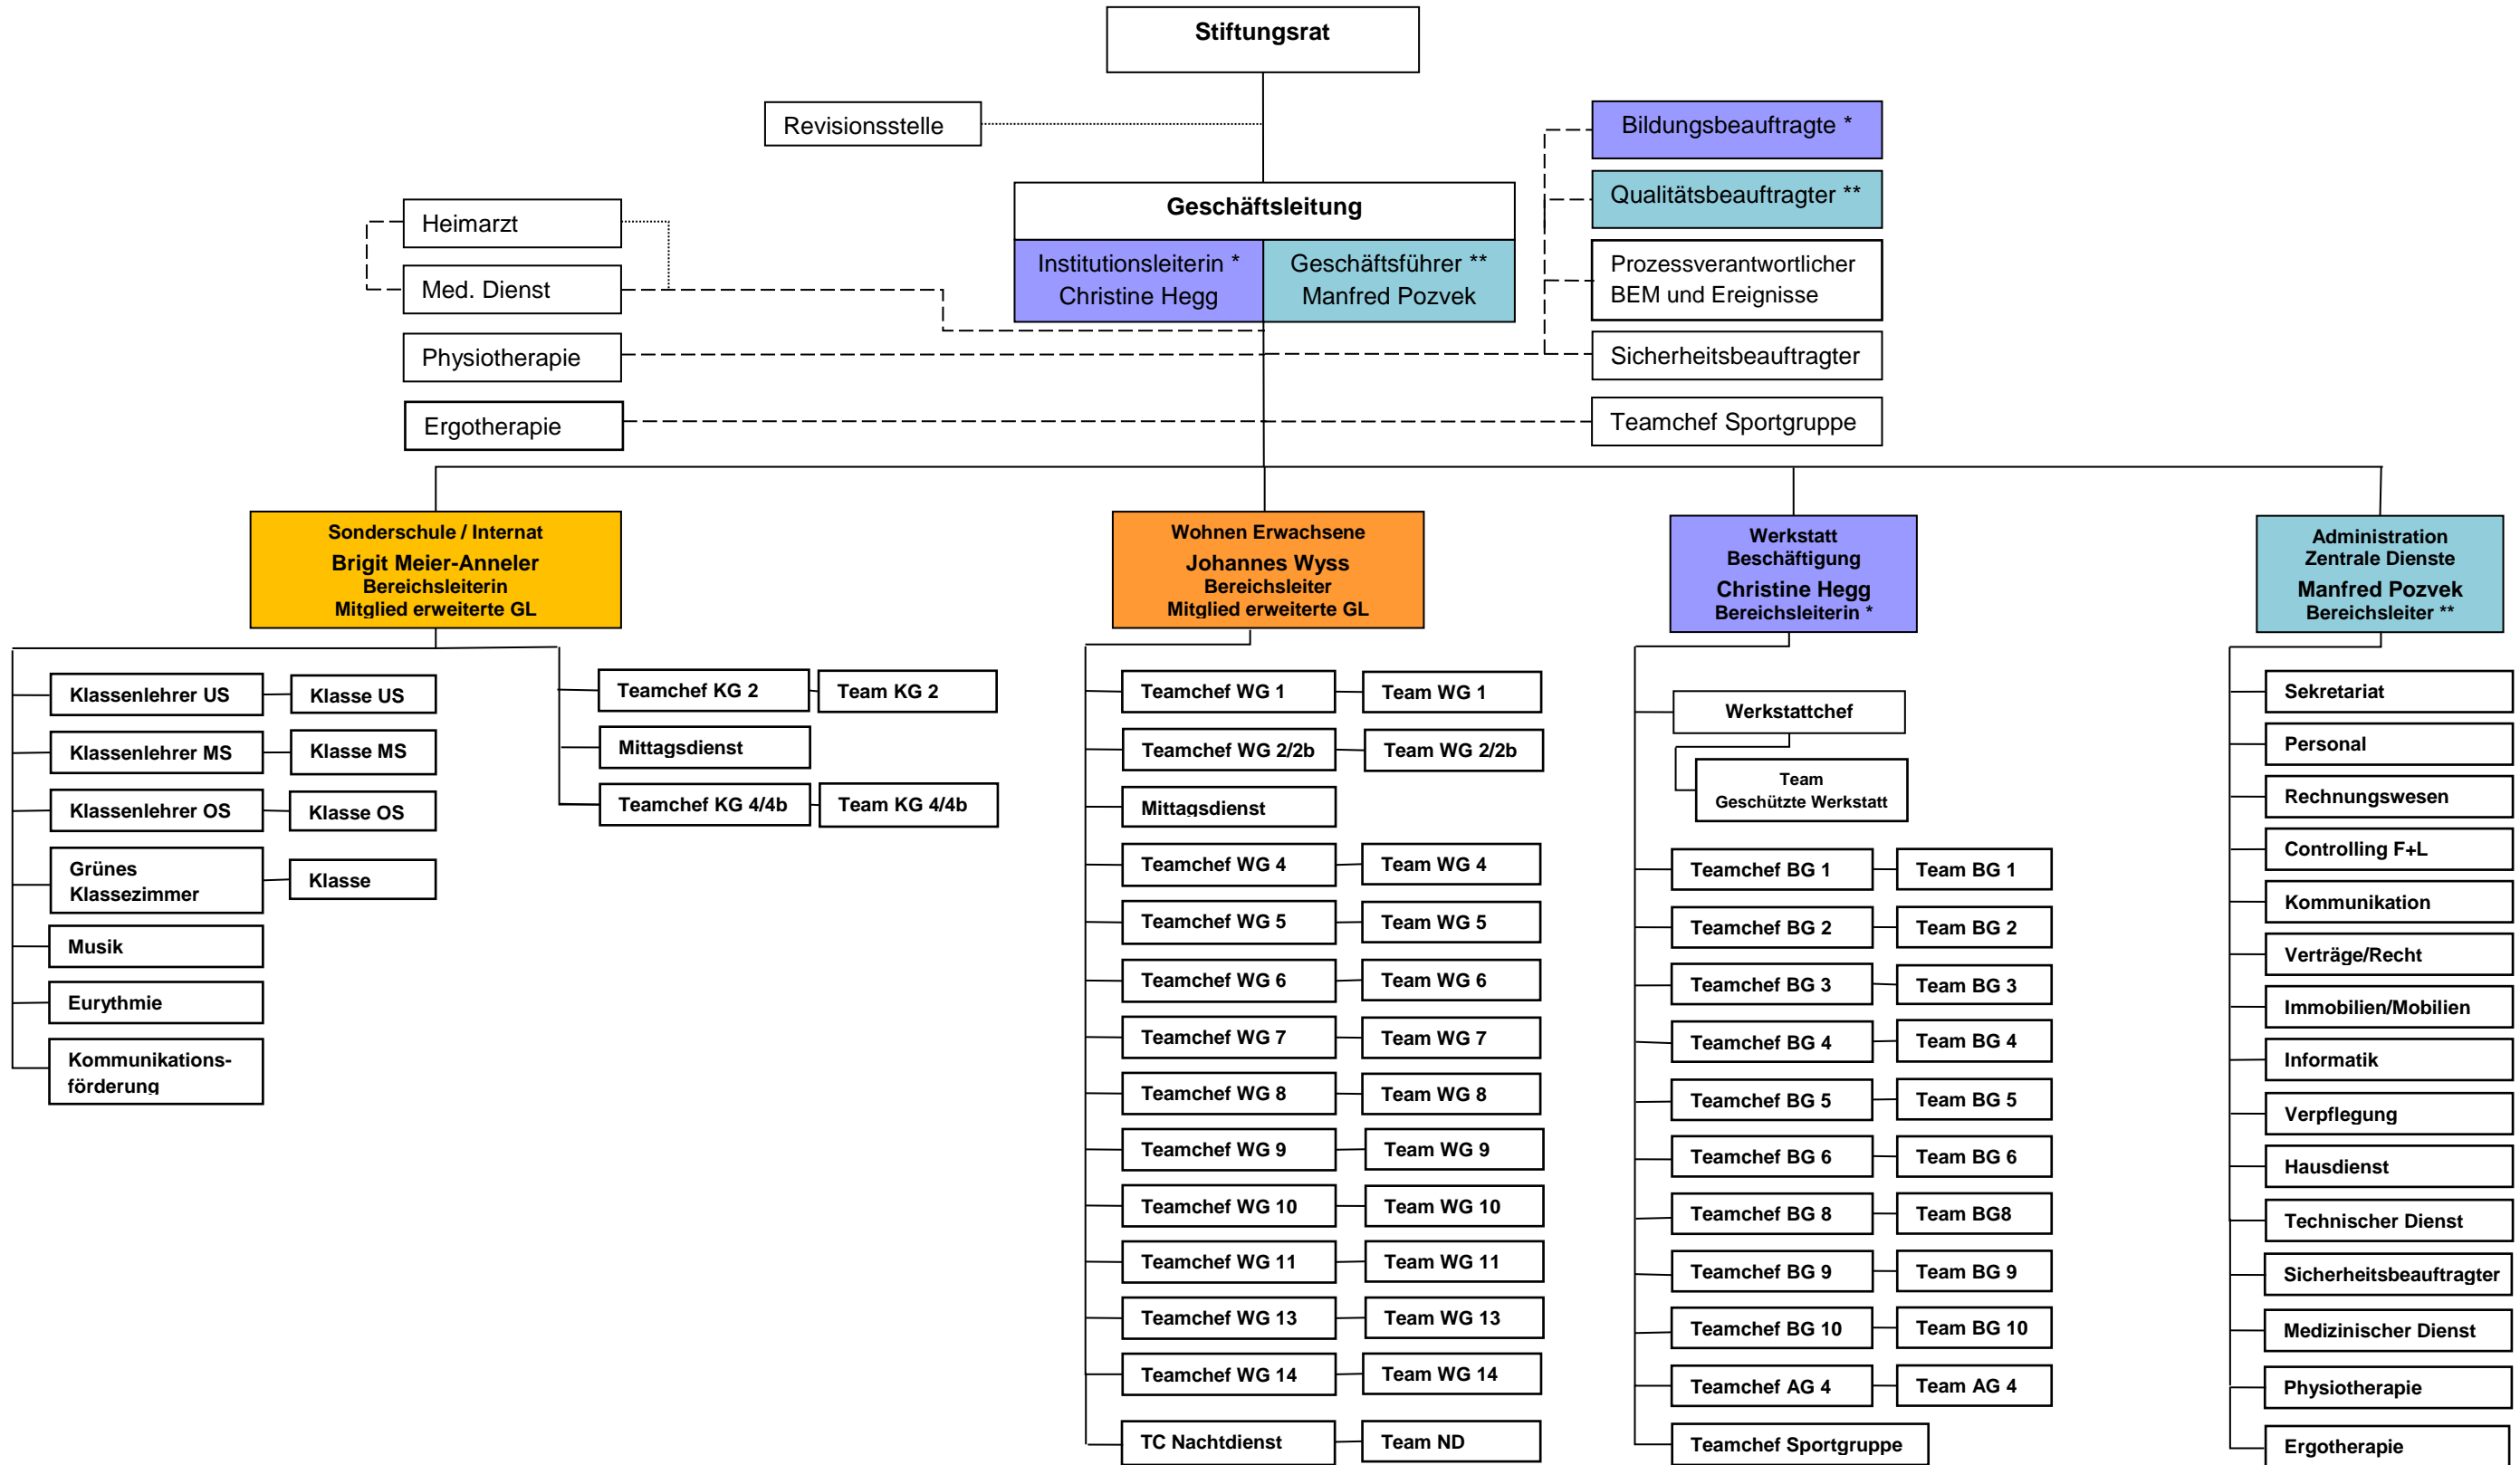 Stiftungsrat
Revisionsstelle
Bildungsbeauftragte *
Qualitätsbeauftragter **
Prozessverantwortlicher
BEM und Ereignisse
Sicherheitsbeauftragter
Teamchef Sportgruppe
Heimarzt
Med. Dienst
Physiotherapie
Ergotherapie
Geschäftsleitung
Institutionsleiterin *
Christine Hegg
Geschäftsführer **
Manfred Pozvek
Sonderschule / Internat
Brigit Meier-Anneler
Bereichsleiterin
Mitglied erweiterte GL
Klassenlehrer US
Klasse US
Klassenlehrer MS
Klasse MS
Klassenlehrer OS
Klasse OS
Grünes
Klassezimmer
Klasse
Musik
Eurythmie
Kommunikations-
förderung
Teamchef KG 2
Team KG 2
Mittagsdienst
Teamchef KG 4/4b
Team KG 4/4b
Wohnen Erwachsene
Johannes Wyss
Bereichsleiter
Mitglied erweiterte GL
Teamchef WG 1
Team WG 1
Teamchef WG 2/2b
Team WG 2/2b
Mittagsdienst
Teamchef WG 4
Team WG 4
Teamchef WG 5
Team WG 5
Teamchef WG 6
Team WG 6
Teamchef WG 7
Team WG 7
Teamchef WG 8
Team WG 8
Teamchef WG 9
Team WG 9
Teamchef WG 10
Team WG 10
Teamchef WG 11
Team WG 11
Teamchef WG 13
Team WG 13
Teamchef WG 14
Team WG 14
TC Nachtdienst
Team ND
Werkstatt
Beschäftigung
Christine Hegg
Bereichsleiterin *
Werkstattchef
Team
Geschützte Werkstatt
Teamchef BG 1
Team BG 1
Teamchef BG 2
Team BG 2
Teamchef BG 3
Team BG 3
Teamchef BG 4
Team BG 4
Teamchef BG 5
Team BG 5
Teamchef BG 6
Team BG 6
Teamchef BG 8
Team BG8
Teamchef BG 9
Team BG 9
Teamchef BG 10
Team BG 10
Teamchef AG 4
Team AG 4
Teamchef Sportgruppe
Administration
Zentrale Dienste
Manfred Pozvek
Bereichsleiter **
Sekretariat
Personal
Rechnungswesen
Controlling F+L
Kommunikation
Verträge/Recht
Immobilien/Mobilien
Informatik
Verpflegung
Hausdienst
Technischer Dienst
Sicherheitsbeauftragter
Medizinischer Dienst
Physiotherapie
Ergotherapie